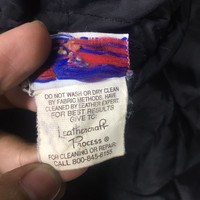 DO NOT WASH OR DRY CLEAN
BY FABRIC METHODS, HAVE
CLEANED BY LEATHER EXPERT.
FOR BEST RESULTS
GIVE TO:
Leathercraft
Process®
FOR CLEANING OR REPAIR
CALL 800-845-6155